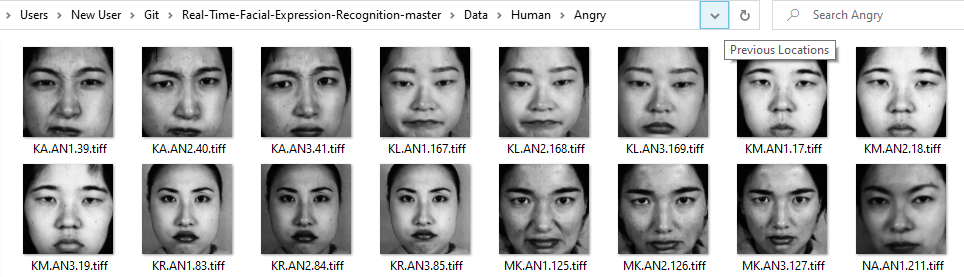 Users > New User > Git > Real-Time-Facial-Expression-Recognition-master > Data > Human > Angry
Search Angry
Previous Locations
KA.AN1.39.tiff KA.AN2.40.tiff KA.AN3.41.tiff KL.AN1.167.tiff KL.AN2.168.tiff KL.AN3.169.tiff KM.AN1.17.tiff KM.AN2.18.tiff
KM.AN3.19.tiff KR.AN1.83.tiff KR.AN2.84.tiff KR.AN3.85.tiff MK.AN1.125.tiff MK.AN2.126.tiff MK.AN3.127.tiff NA.AN1.211.tiff